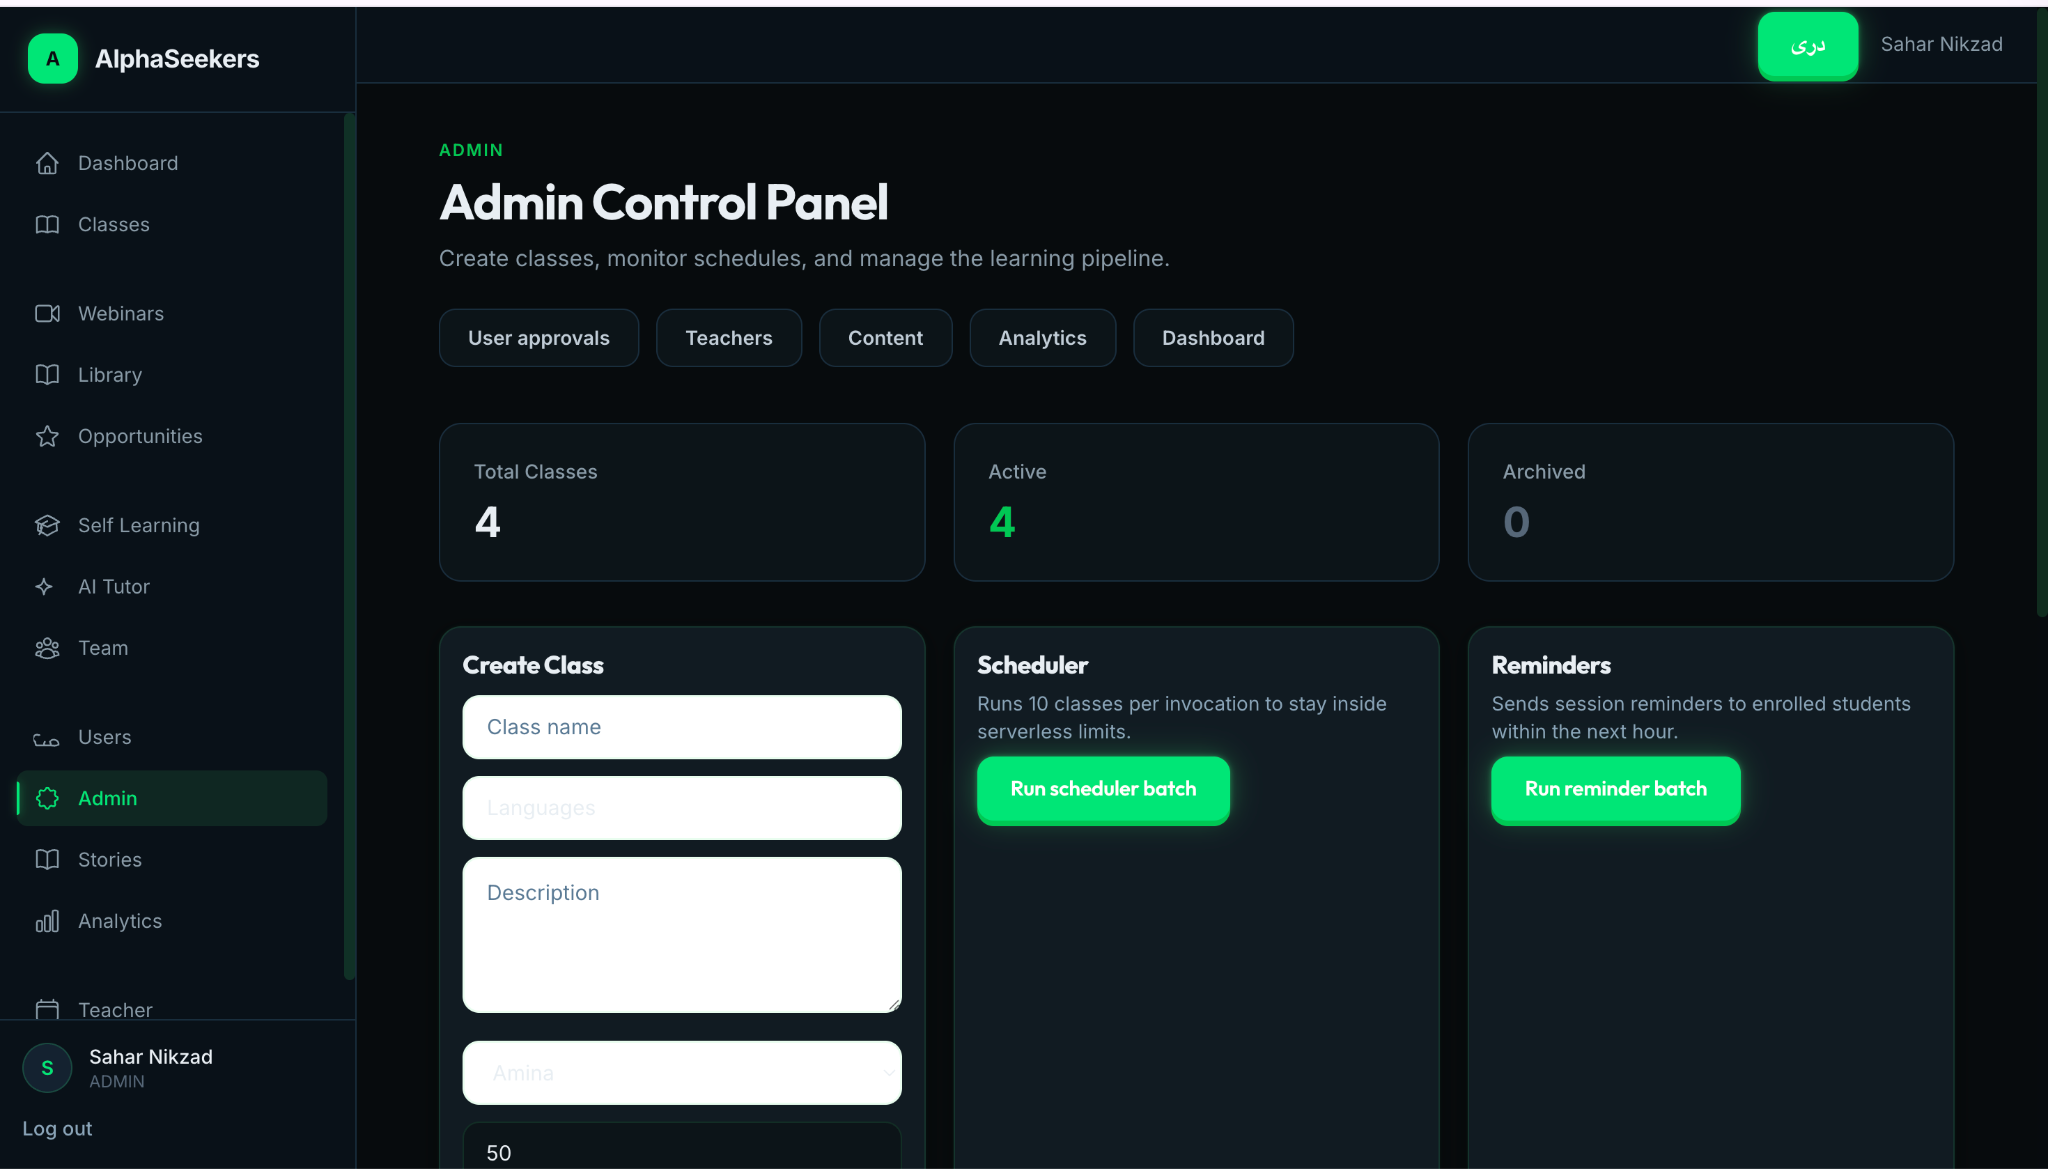 A AlphaSeekers
دری
Sahar Nikzad
Dashboard
Classes
Webinars
Library
Opportunities
Self Learning
AI Tutor
Team
Users
Admin
Stories
Analytics
Teacher
S
Sahar Nikzad
ADMIN
Log out
ADMIN
Admin Control Panel
Create classes, monitor schedules, and manage the learning pipeline.
User approvals Teachers Content Analytics Dashboard
Total Classes
4
Active
4
Archived
0
Create Class
Class name
Languages
Description
Amina
50
Scheduler
Runs 10 classes per invocation to stay inside
serverless limits.
Run scheduler batch
Reminders
Sends session reminders to enrolled students
within the next hour.
Run reminder batch